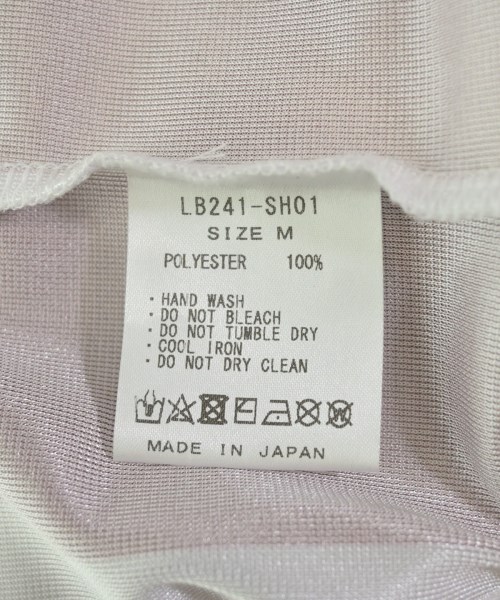 LB241-SH01
SIZE M
POLYESTER 100%
・HAND WASH
・DO NOT BLEACH
・DO NOT TUMBLE DRY
・COOL IRON
・DO NOT DRY CLEAN
MADE IN JAPAN